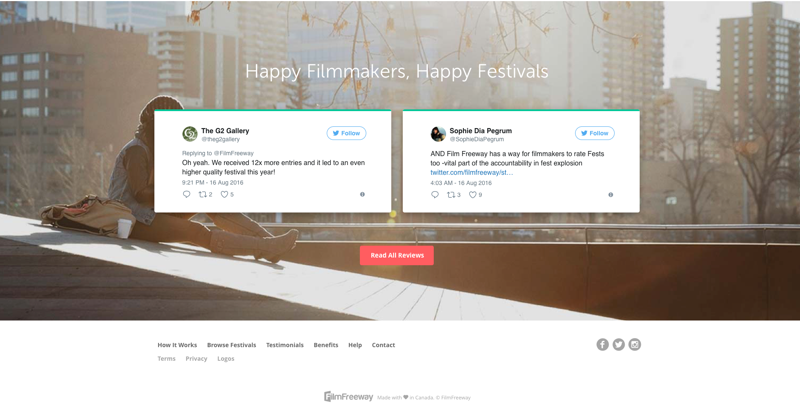 Happy Filmmakers, Happy Festivals
The G2 Gallery
@theg2gallery
Follow
Replying to @FilmFreeway
Oh yeah. We received 12x more entries and it led to an even
higher quality festival this year!
9:21 PM - 16 Aug 2016
2 5
Sophie Dia Pegrum
@SophieDiaPegrum
Follow
AND Film Freeway has a way for filmmakers to rate Fests
too -vital part of the accountability in fest explosion
twitter.com/filmfreeway/st…
4:03 AM - 16 Aug 2016
3 9
Read All Reviews
How It Works Browse Festivals Testimonials Benefits Help Contact
Terms Privacy Logos
FilmFreeway Made with ♥ in Canada, © FilmFreeway